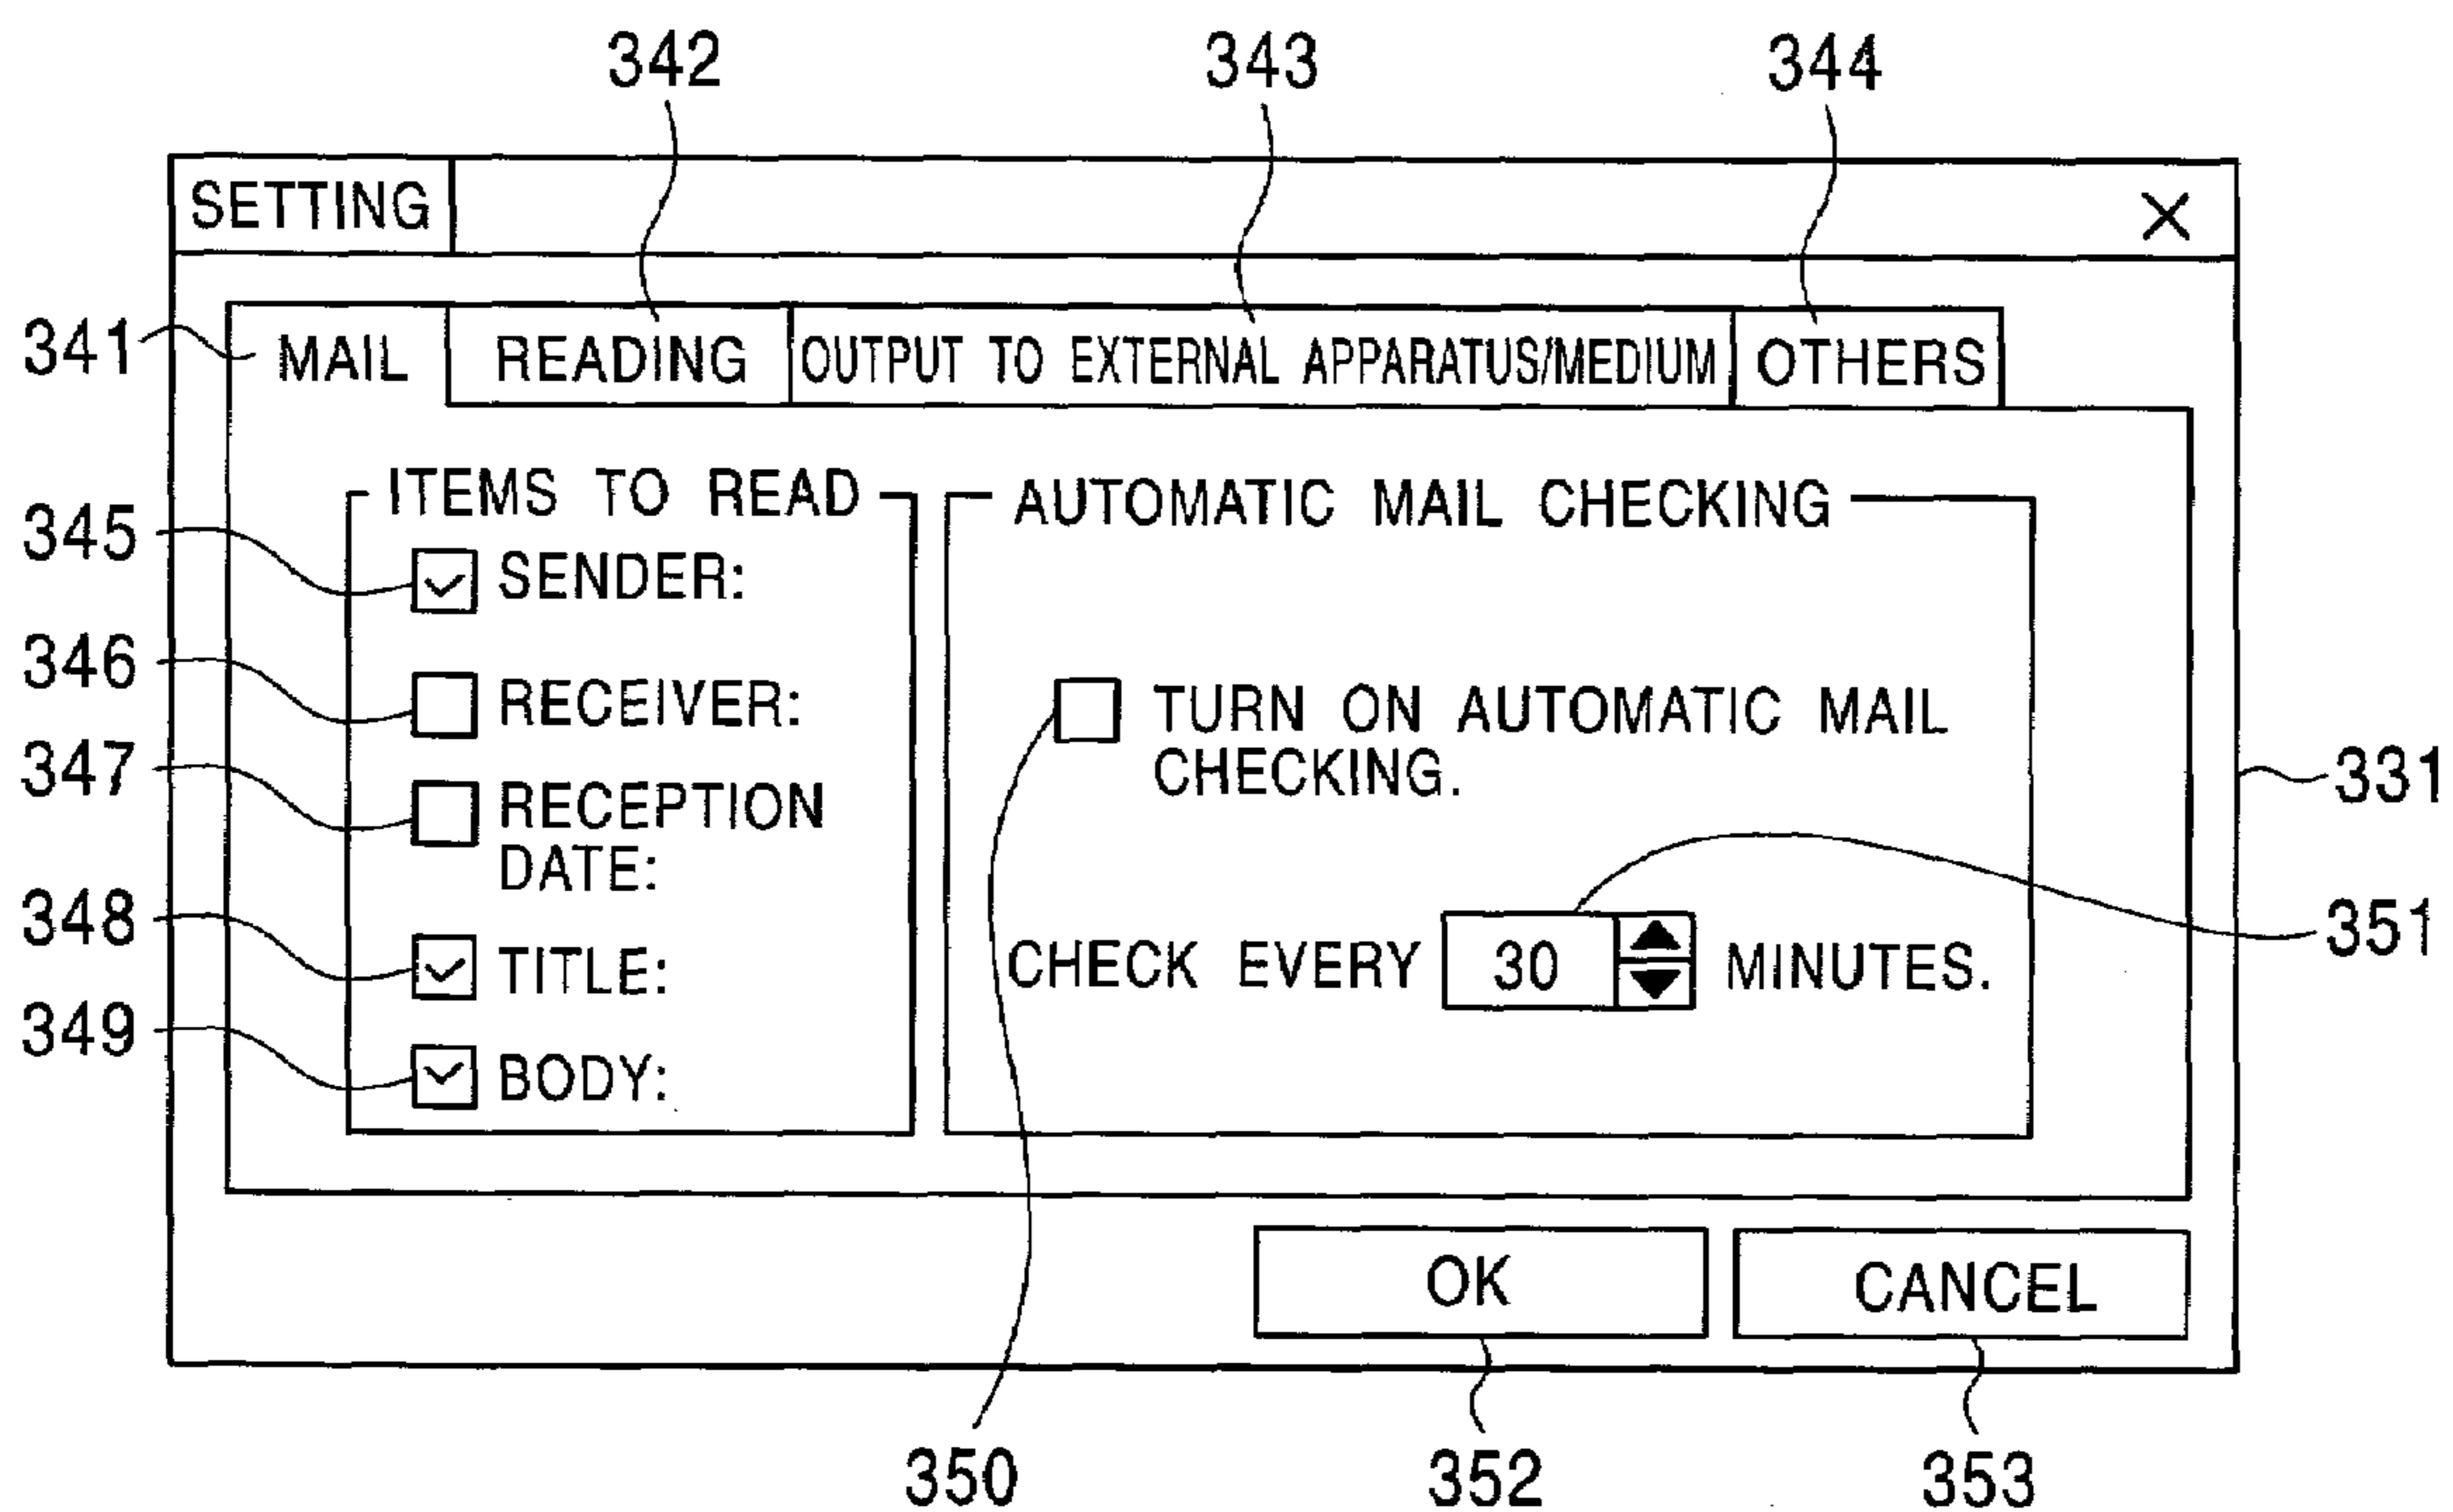 342 343 344
SETTING X
341 MAIL READING OUTPUT TO EXTERNAL APPARATUS/MEDIUM OTHERS
ITEMS TO READ
345 SENDER:
346 RECEIVER:
347 RECEPTION
DATE:
348 TITLE:
349 BODY:
AUTOMATIC MAIL CHECKING
TURN ON AUTOMATIC MAIL
CHECKING.
331
CHECK EVERY 30 MINUTES.
351
OK CANCEL
350 352 353